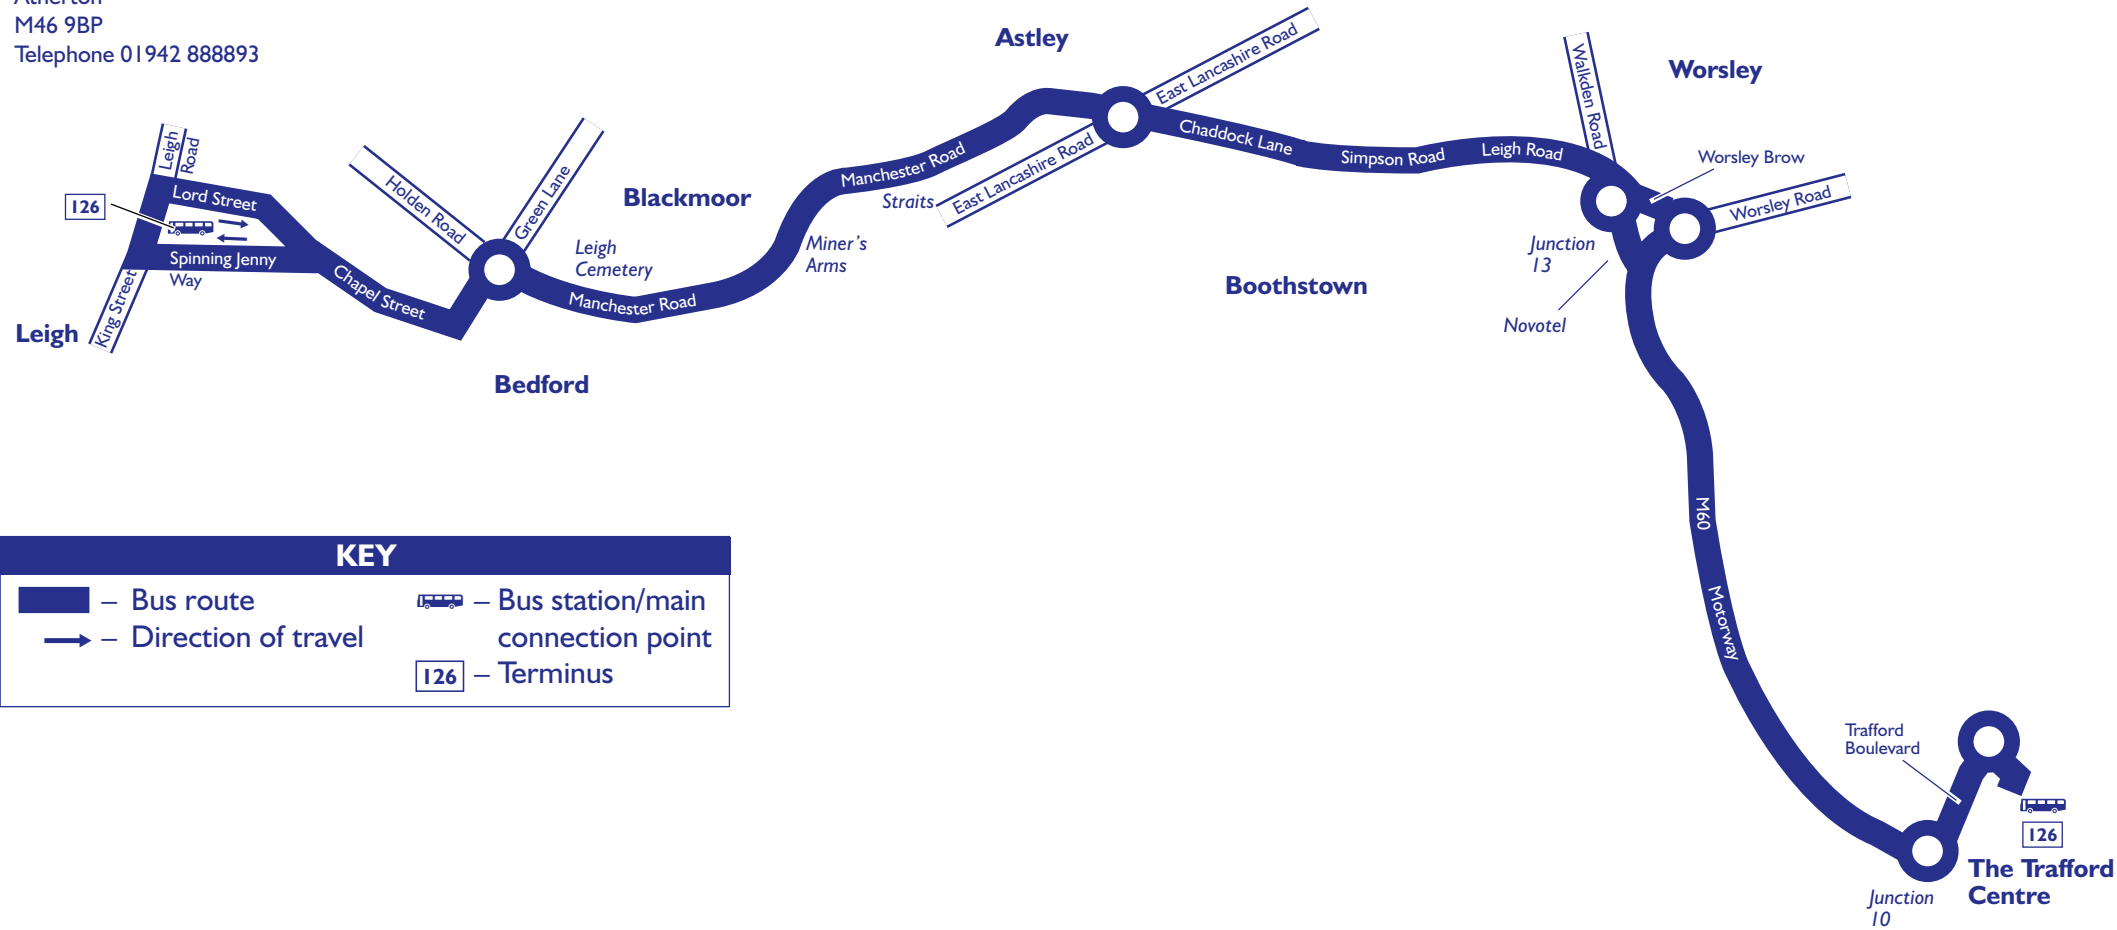 M46 9BP
Telephone 01942 888893
Astley
East Lancashire Road
Walkden Road
Worsley
Leigh
Road
Lord Street
126
Spinning Jenny
Way
King Street
Leigh
Chapel Street
Holden Road
Green Lane
Blackmoor
Leigh
Cemetery
Manchester Road
Bedford
Miner's
Arms
Manchester Road
Straits
East Lancashire Road
Chaddock Lane
Simpson Road
Leigh Road
Worsley Brow
Worsley Road
Junction
13
Boothstown
Novotel
M60
Motorway
KEY
– Bus route
– Direction of travel
– Bus station/main
connection point
126 – Terminus
Trafford
Boulevard
126
The Trafford
Centre
Junction
10